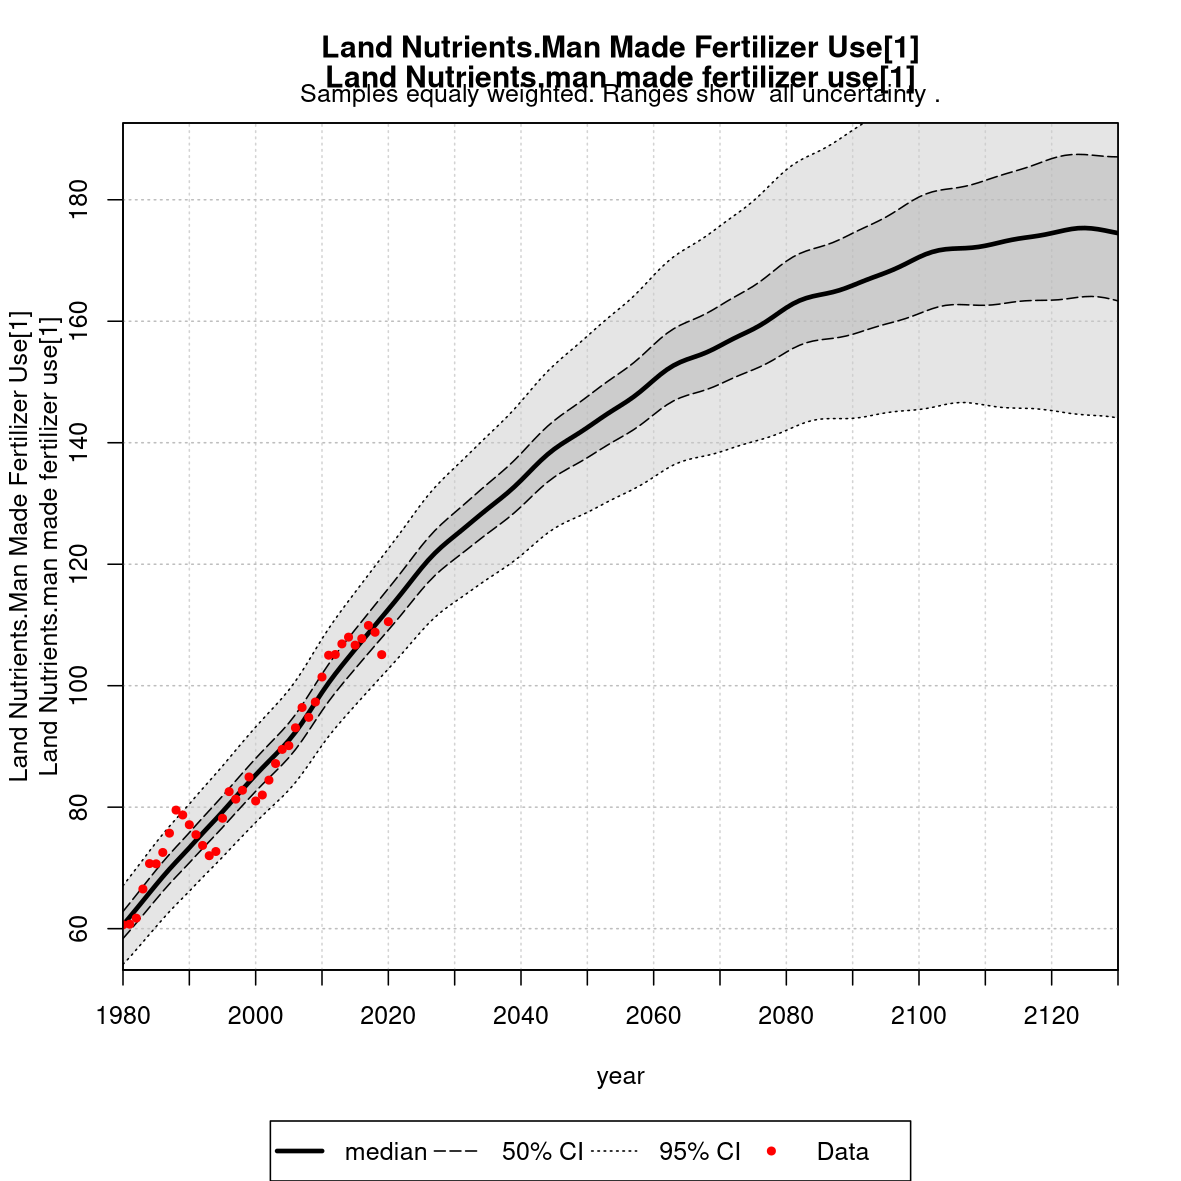 Land Nutrients.Man Made Fertilizer Use[1]
Land Nutrients.man made fertilizer use[1]
Samples equaly weighted. Ranges show  all uncertainty .
Land Nutrients.Man Made Fertilizer Use[1]
Land Nutrients.man made fertilizer use[1]
180
160
140
120
100
80
60
1980 2000 2020 2040 2060 2080 2100 2120
year
median 50% CI 95% CI Data